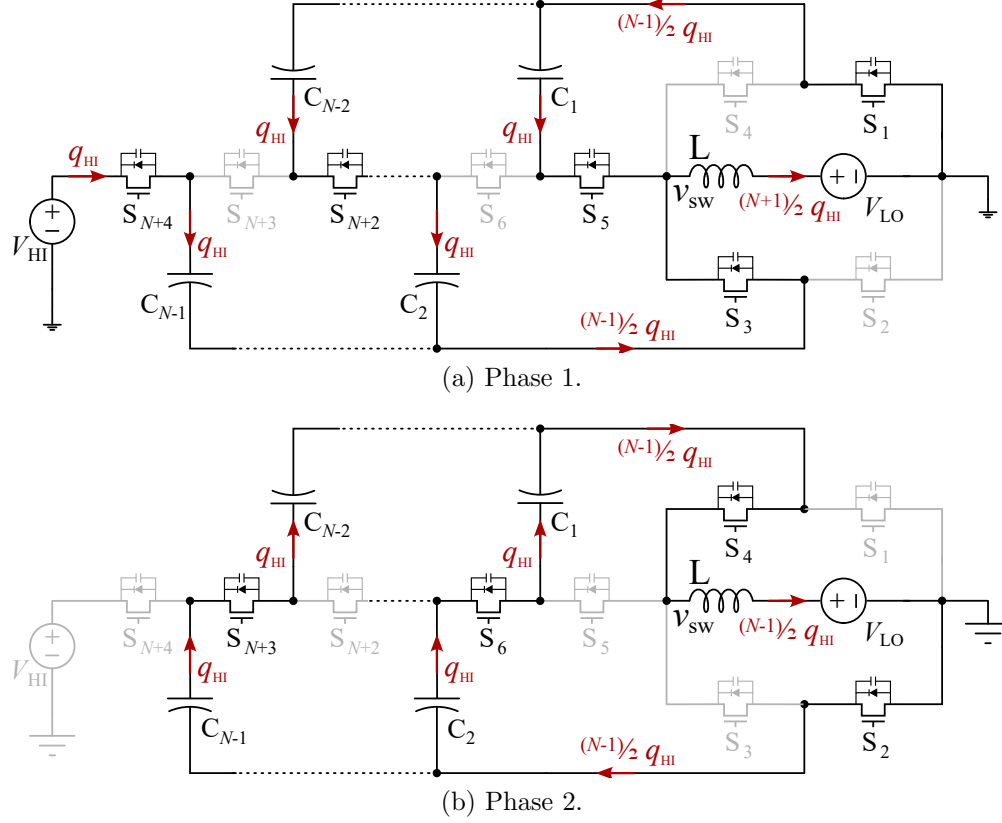 (N-1)⁄2 qHI
CN-2
C1
S4
S1
qHI
qHI
qHI
L
VHI
SN+4
SN+3
SN+2
S6
S5
vsw
(N+1)⁄2 qHI
VLO
qHI
qHI
CN-1
C2
S3
S2
(N-1)⁄2 qHI
(a) Phase 1.
(N-1)⁄2 qHI
CN-2
C1
S4
S1
qHI
qHI
L
VHI
SN+4
SN+3
SN+2
S6
S5
vsw
(N-1)⁄2 qHI
VLO
qHI
qHI
CN-1
C2
S3
S2
(N-1)⁄2 qHI
(b) Phase 2.